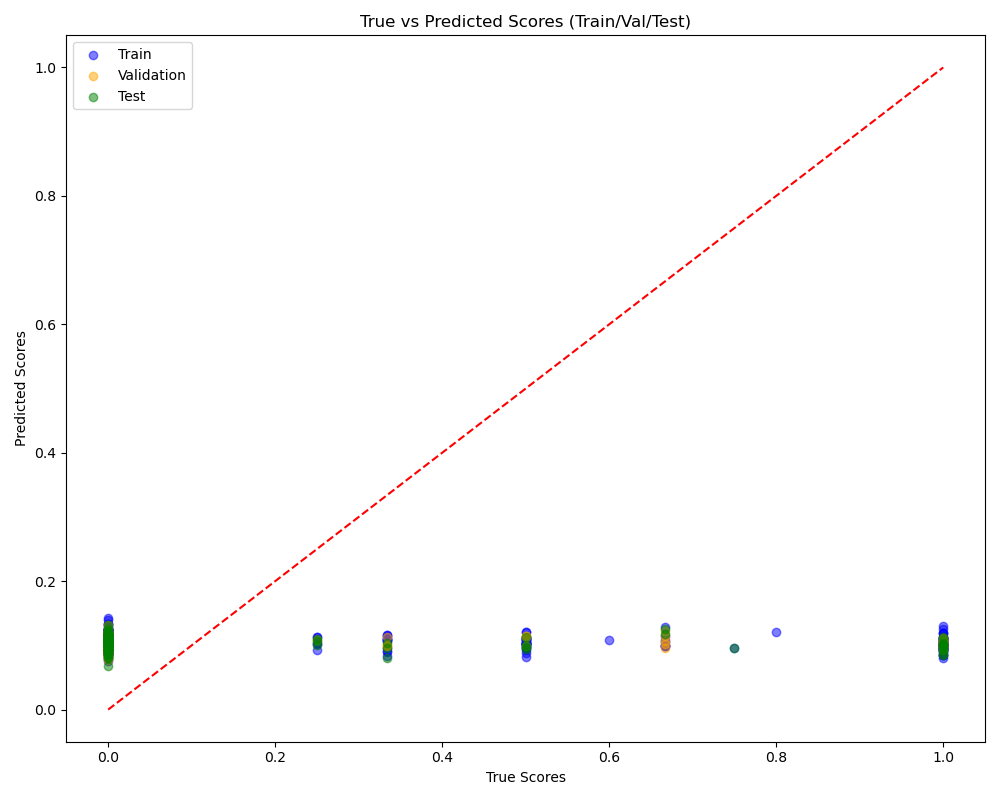 True vs Predicted Scores (Train/Val/Test)
Train
Validation
Test
1.0
0.8
0.6
0.4
0.2
0.0
Predicted Scores
0.0 0.2 0.4 0.6 0.8 1.0
True Scores